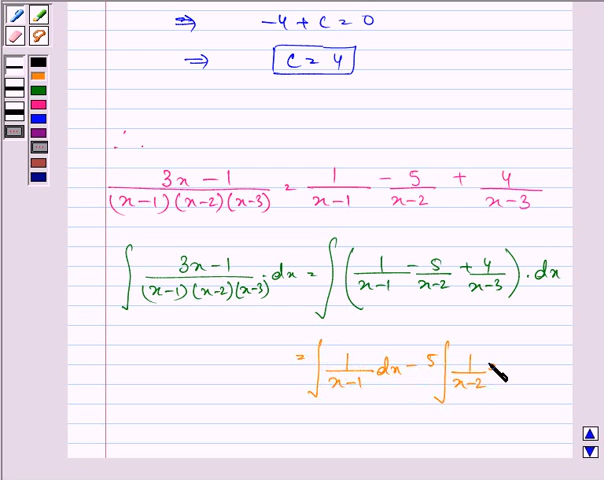 ⇒ -4 + c = 0
⇒ c = 4
∴
3x - 1 / (x-1)(x-2)(x-3) = 1 / x-1 - 5 / x-2 + 4 / x-3
∫ 3x-1 / (x-1)(x-2)(x-3) . dx = ∫ ( 1 / x-1 - 5 / x-2 + 4 / x-3 ) . dx
= ∫ 1 / x-1 dx - 5 ∫ 1 / x-2